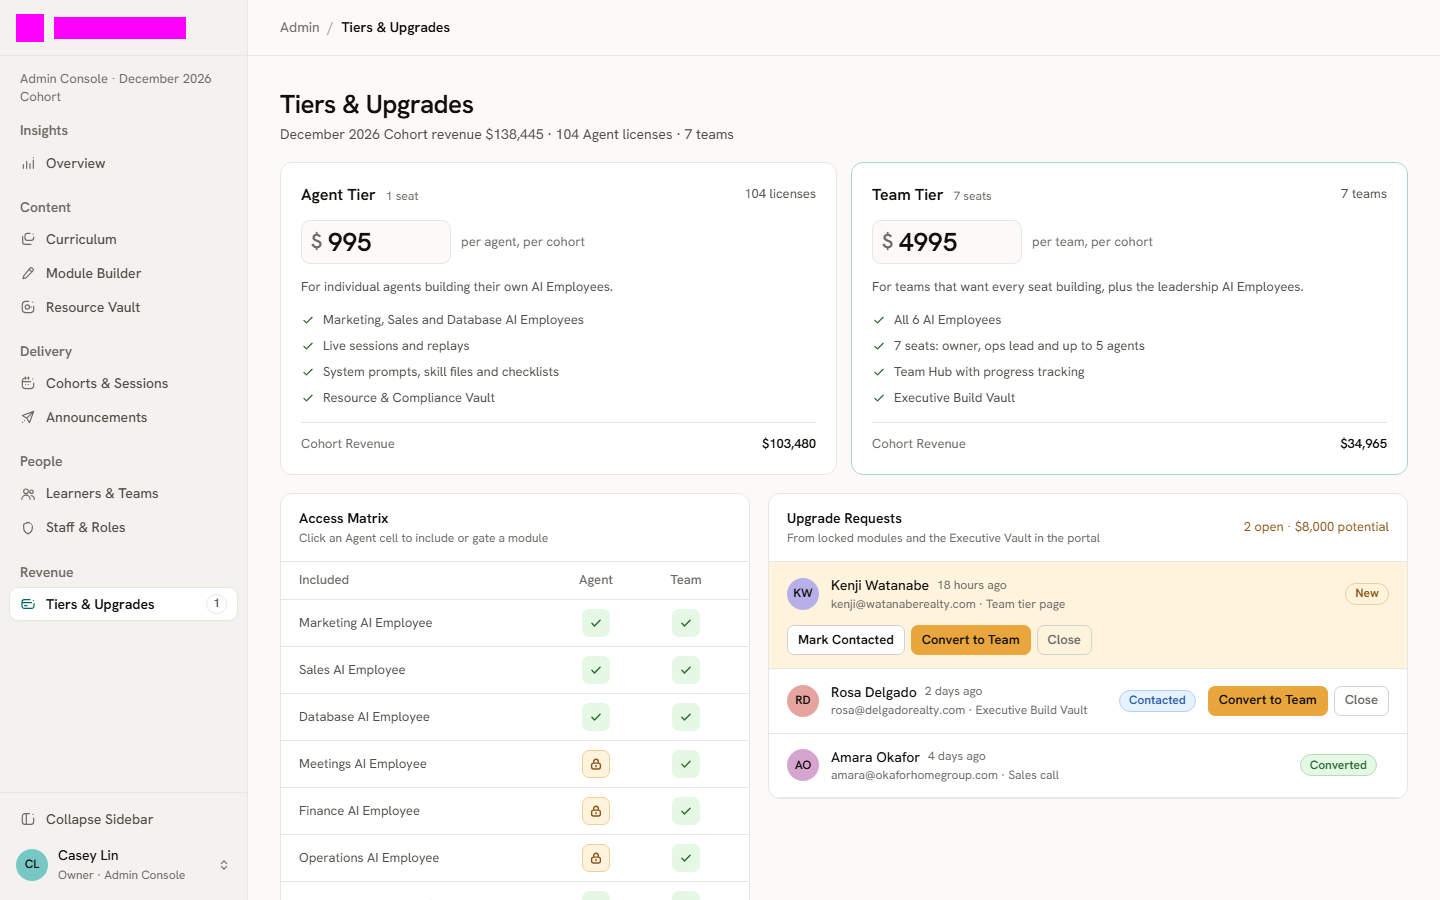 Admin Console · December 2026
Cohort
Insights
Overview
Content
Curriculum
Module Builder
Resource Vault
Delivery
Cohorts & Sessions
Announcements
People
Learners & Teams
Staff & Roles
Revenue
Tiers & Upgrades 1
Collapse Sidebar
CL
Casey Lin
Owner · Admin Console
Admin / Tiers & Upgrades
Tiers & Upgrades
December 2026 Cohort revenue $138,445 · 104 Agent licenses · 7 teams
Agent Tier 1 seat 104 licenses
$ 995 per agent, per cohort
For individual agents building their own AI Employees.
Marketing, Sales and Database AI Employees
Live sessions and replays
System prompts, skill files and checklists
Resource & Compliance Vault
Cohort Revenue $103,480
Team Tier 7 seats 7 teams
$ 4995 per team, per cohort
For teams that want every seat building, plus the leadership AI Employees.
All 6 AI Employees
7 seats: owner, ops lead and up to 5 agents
Team Hub with progress tracking
Executive Build Vault
Cohort Revenue $34,965
Access Matrix
Click an Agent cell to include or gate a module
Included Agent Team
Marketing AI Employee
Sales AI Employee
Database AI Employee
Meetings AI Employee
Finance AI Employee
Operations AI Employee
Upgrade Requests
From locked modules and the Executive Vault in the portal
2 open · $8,000 potential
KW
Kenji Watanabe 18 hours ago
kenji@watanaberealty.com · Team tier page
New
Mark Contacted Convert to Team Close
RD
Rosa Delgado 2 days ago
rosa@delgadorealty.com · Executive Build Vault
Contacted Convert to Team Close
AO
Amara Okafor 4 days ago
amara@okaforhomegroup.com · Sales call
Converted